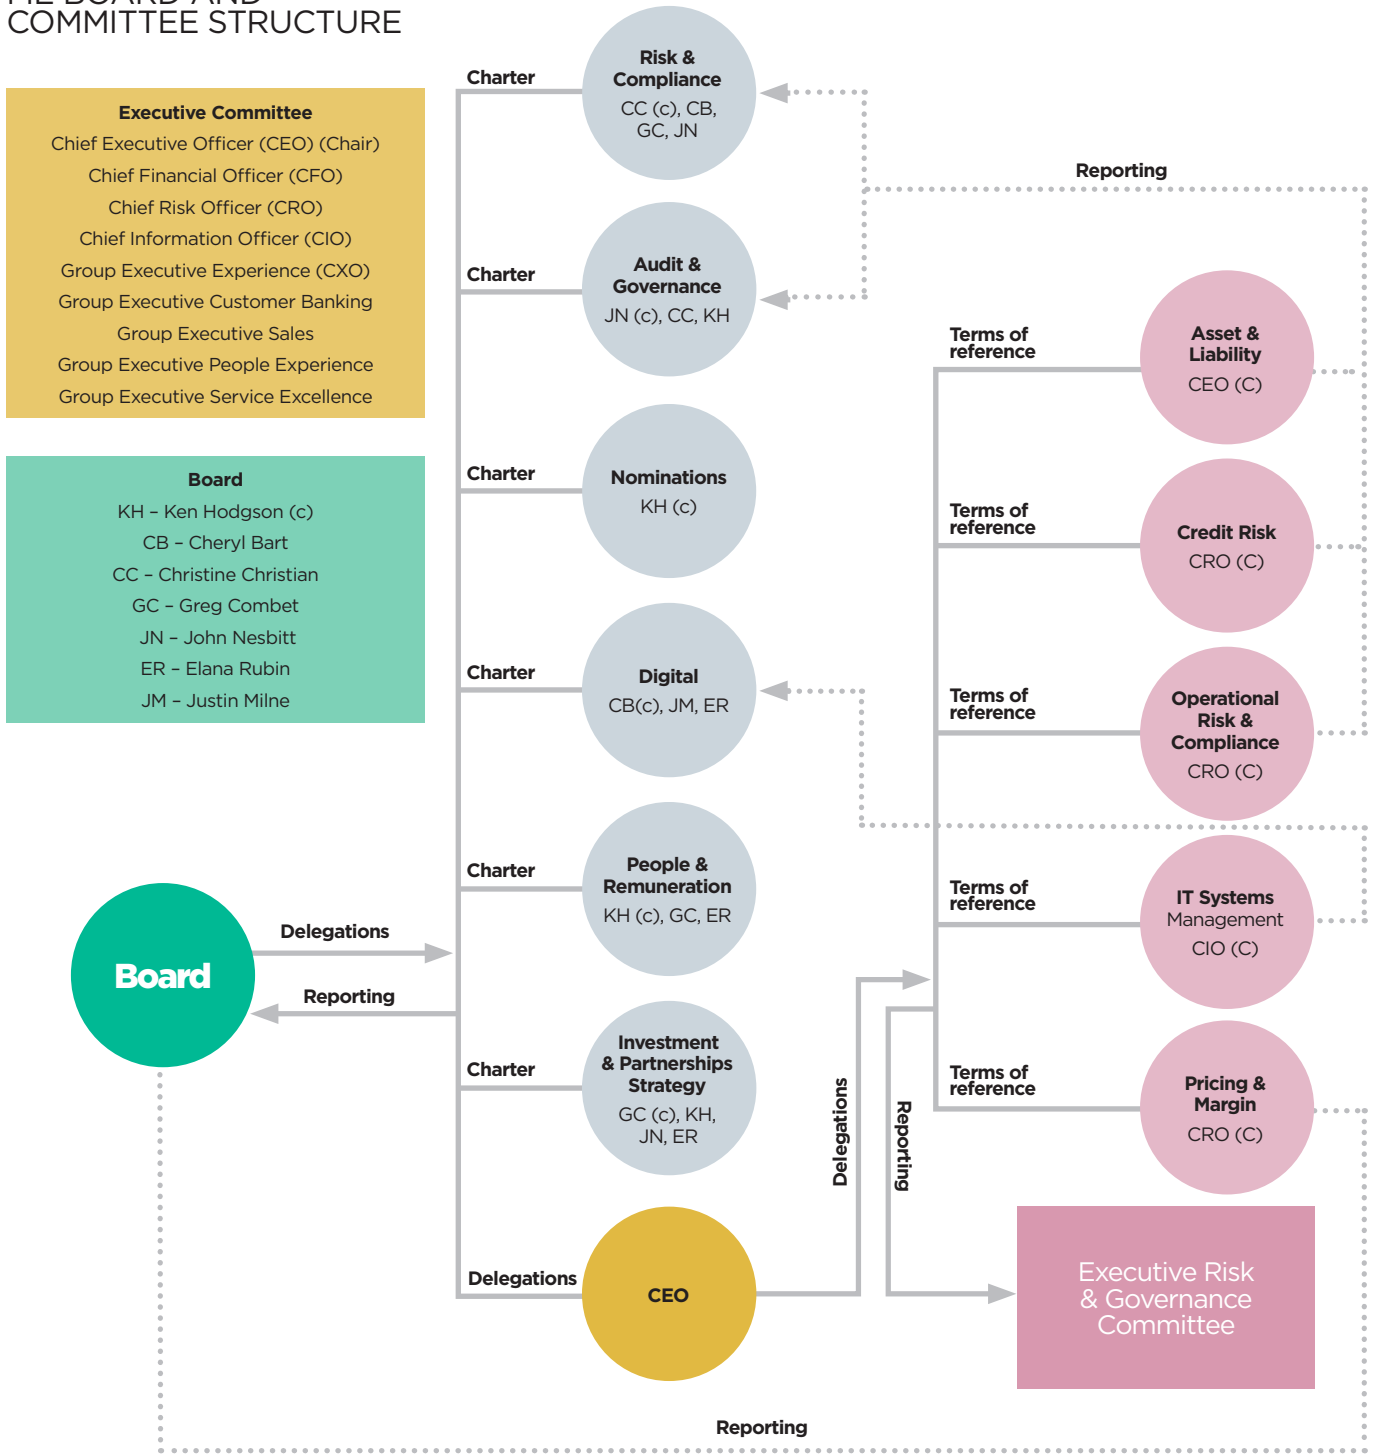 ME BOARD AND
COMMITTEE STRUCTURE
Executive Committee
Chief Executive Officer (CEO) (Chair)
Chief Financial Officer (CFO)
Chief Risk Officer (CRO)
Chief Information Officer (CIO)
Group Executive Experience (CXO)
Group Executive Customer Banking
Group Executive Sales
Group Executive People Experience
Group Executive Service Excellence
Board
KH – Ken Hodgson (c)
CB – Cheryl Bart
CC – Christine Christian
GC – Greg Combet
JN – John Nesbitt
ER – Elana Rubin
JM – Justin Milne
Board
Delegations
Reporting
Charter
Risk &
Compliance
CC (c), CB,
GC, JN
Charter
Audit &
Governance
JN (c), CC, KH
Charter
Nominations
KH (c)
Charter
Digital
CB(c), JM, ER
Charter
People &
Remuneration
KH (c), GC, ER
Charter
Investment
& Partnerships
Strategy
GC (c), KH,
JN, ER
Delegations
CEO
Delegations
Reporting
Reporting
Terms of
reference
Asset &
Liability
CEO (C)
Terms of
reference
Credit Risk
CRO (C)
Terms of
reference
Operational
Risk &
Compliance
CRO (C)
Terms of
reference
IT Systems
Management
CIO (C)
Terms of
reference
Pricing &
Margin
CRO (C)
Executive Risk
& Governance
Committee
Reporting